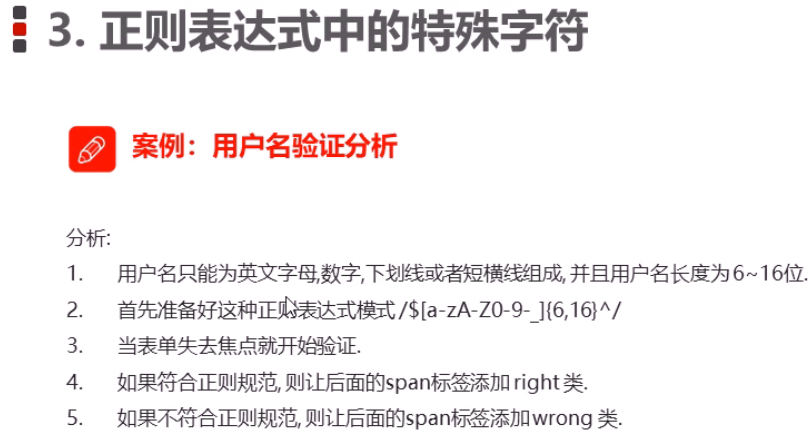 3. 正则表达式中的特殊字符
案例：用户名验证分析
分析:
1. 用户名只能为英文字母,数字,下划线或者短横线组成, 并且用户名长度为6~16位.
2. 首先准备好这种正则表达式模式 /$[a-zA-Z0-9-_]{6,16}^/
3. 当表单失去焦点就开始验证.
4. 如果符合正则规范, 则让后面的span标签添加 right 类.
5. 如果不符合正则规范, 则让后面的span标签添加 wrong 类.